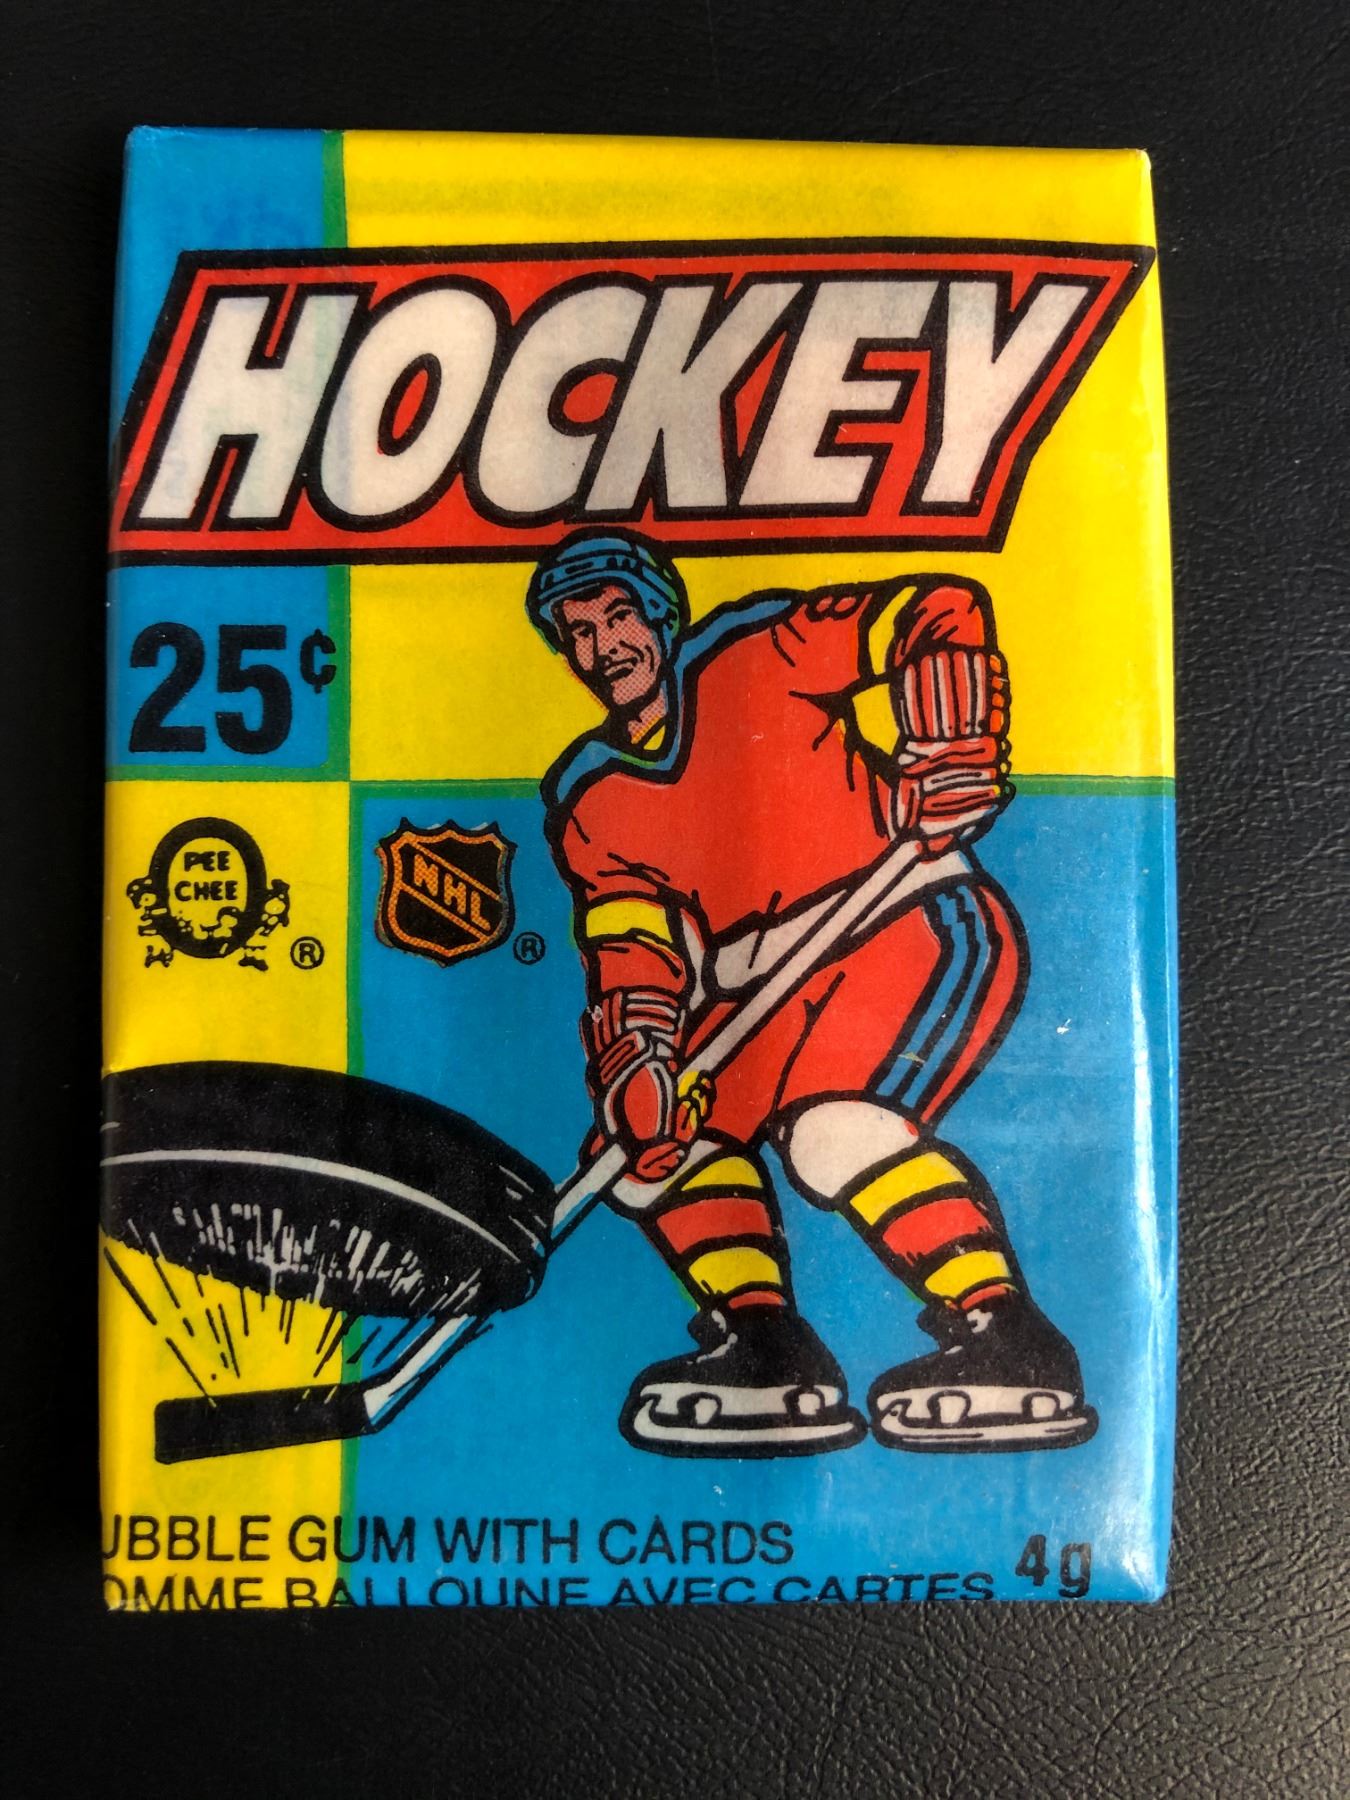 HOCKEY
25¢
O
PEE
CHEE
®
NHL
®
UBBLE GUM WITH CARDS
OMME BALLOUNE AVEC CARTES
4g